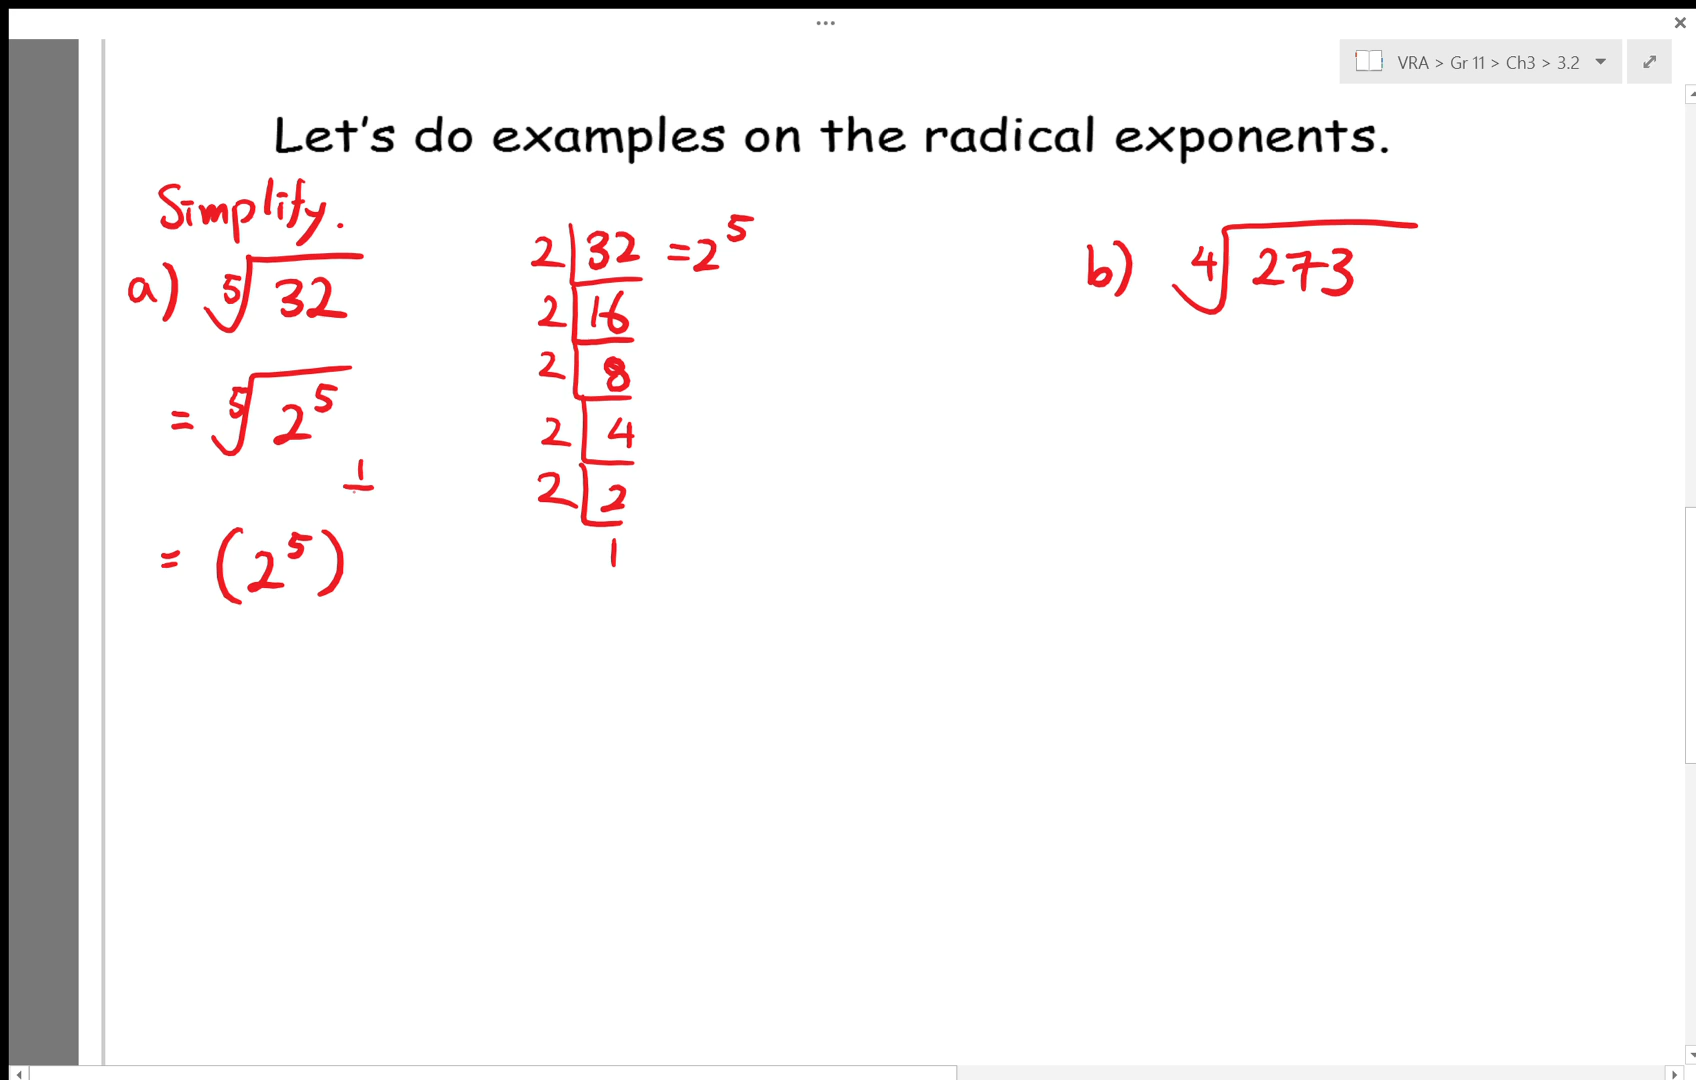 VRA > Gr 11 > Ch3 > 3.2
Let's do examples on the radical exponents.
Simplify.
a) ⁵√32
= ⁵√2⁵
= (2⁵) 1
2 | 32 = 2⁵
2 | 16
2 | 8
2 | 4
2 | 2
1
b) ⁴√273